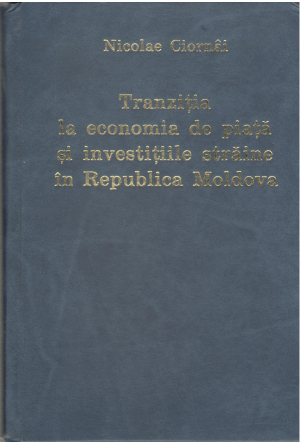 Nicolae Ciornâi
Tranziția
la economia de piață
și investițiile străine
în Republica Moldova